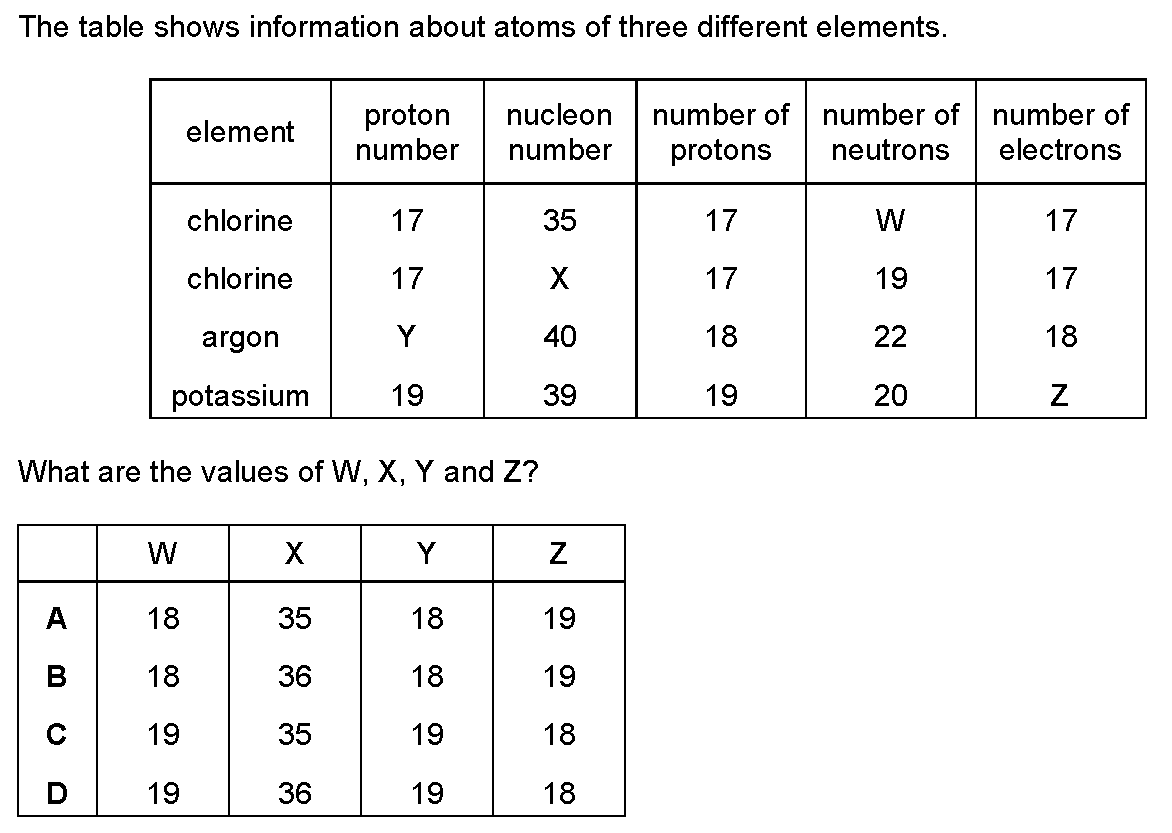 The table shows information about atoms of three different elements.
element proton number nucleon number number of protons number of neutrons number of electrons
chlorine 17 35 17 W 17
chlorine 17 X 17 19 17
argon Y 40 18 22 18
potassium 19 39 19 20 Z
What are the values of W, X, Y and Z?
W X Y Z
A 18 35 18 19
B 18 36 18 19
C 19 35 19 18
D 19 36 19 18